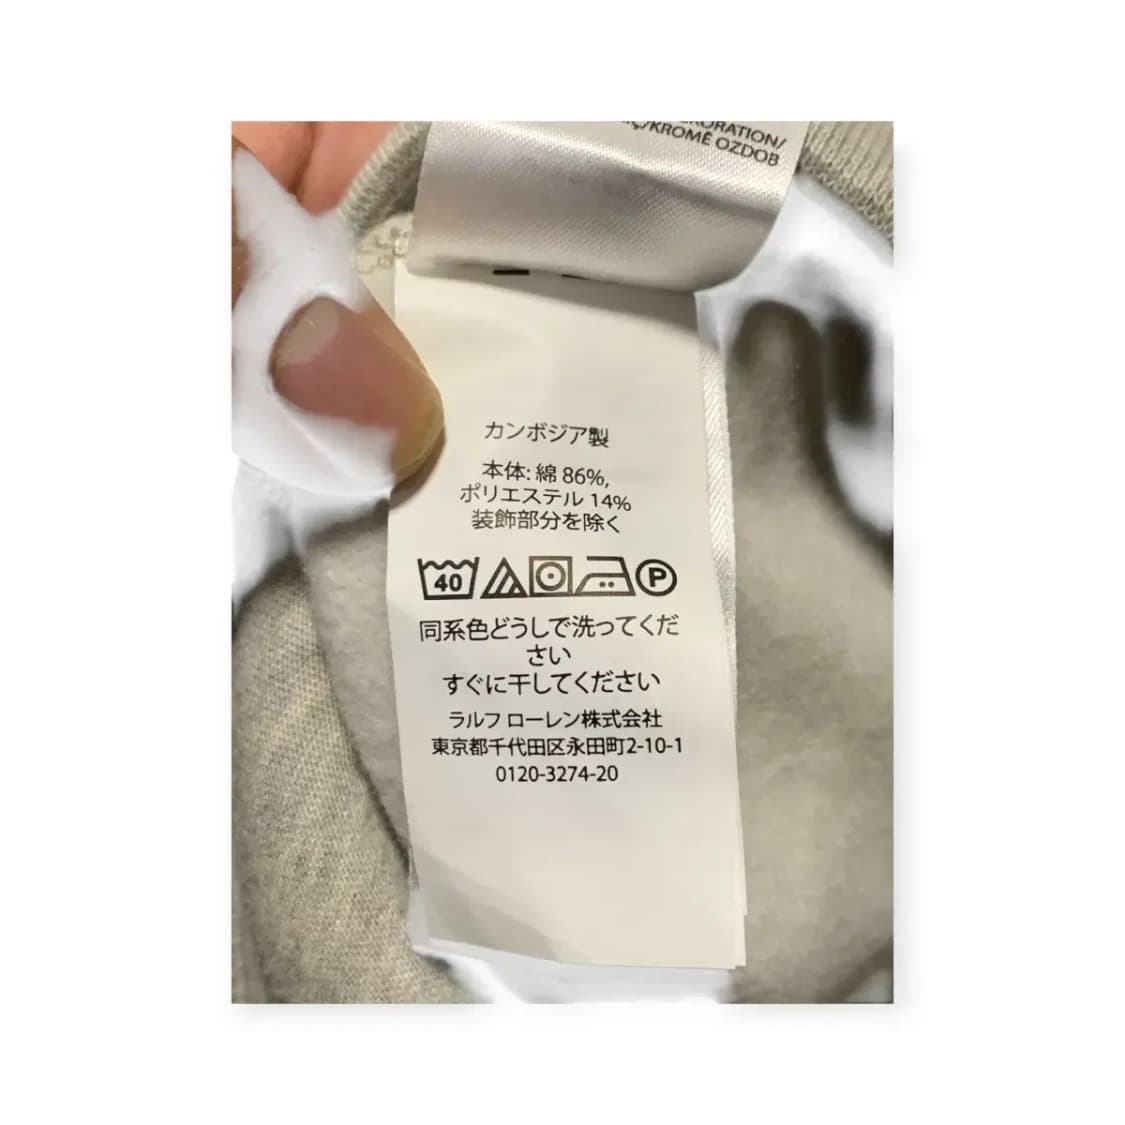 ORATION/
/KROMĚ OZDOB
カンボジア製
本体: 綿 86%,
ポリエステル 14%
装飾部分を除く
40 P
同系色どうしで洗ってくだ
さい
すぐに干してください
ラルフ ローレン株式会社
東京都千代田区永田町2-10-1
0120-3274-20